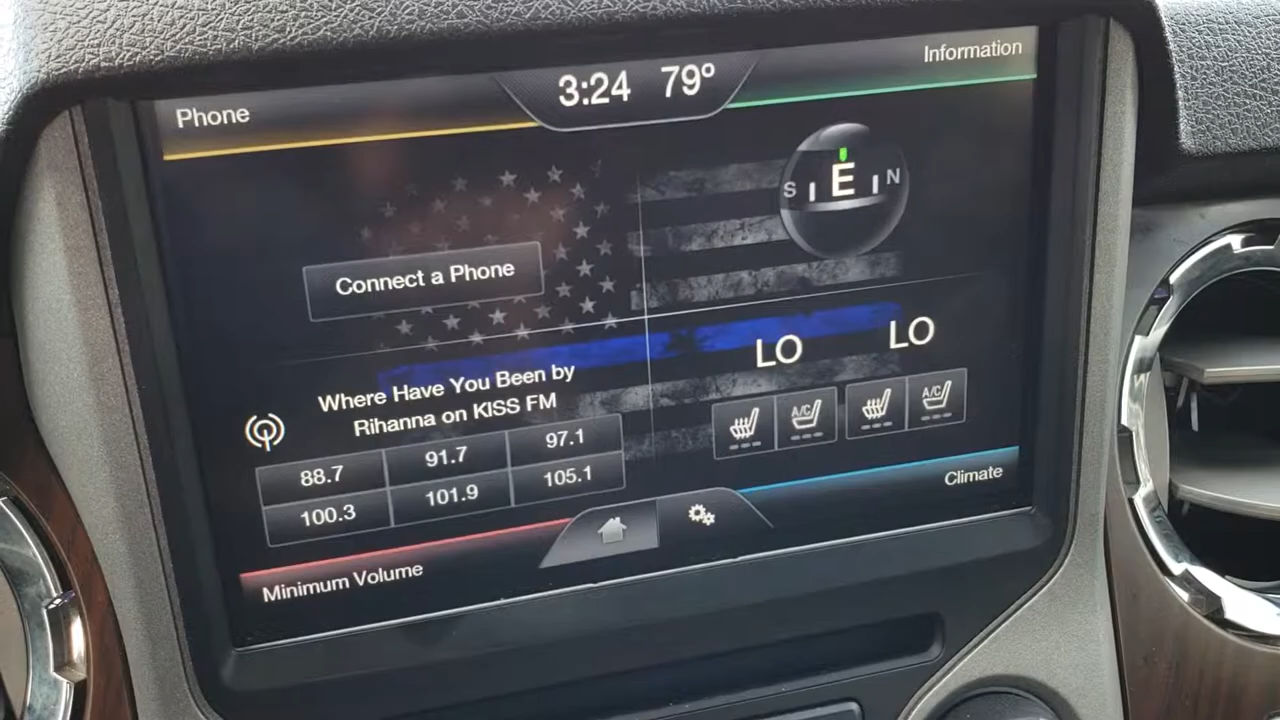 Phone
3:24 79°
Information
S E N
Connect a Phone
LO LO
Where Have You Been by
Rihanna on KISS FM
A/C A/C
88.7 91.7 97.1
100.3 101.9 105.1
Minimum Volume
Climate